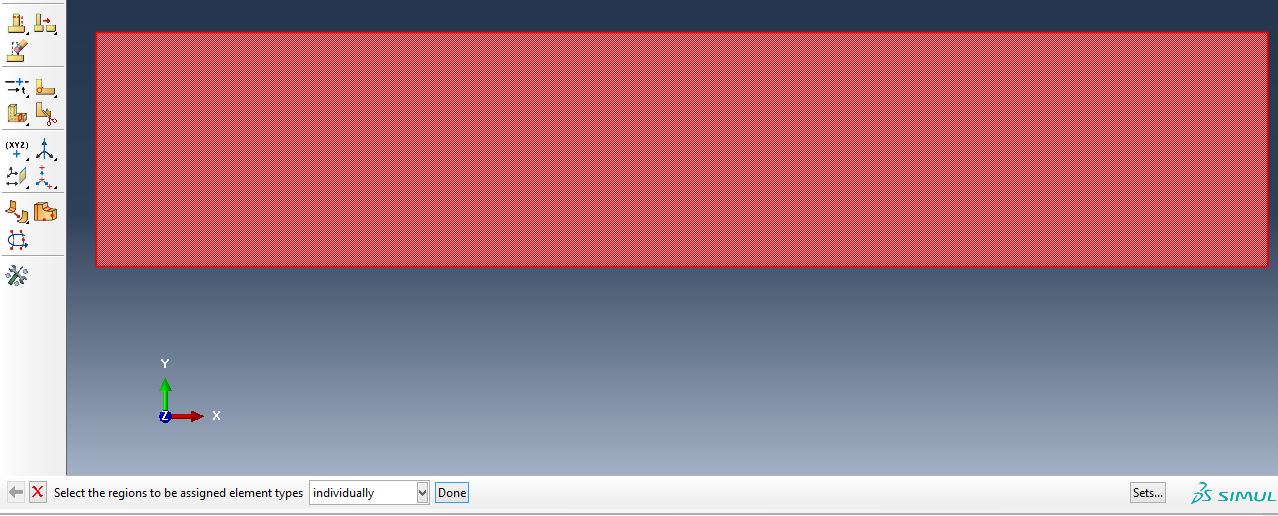 (XYZ)
t
Y
Z
X
Select the regions to be assigned element types individually Done Sets... SIMUL